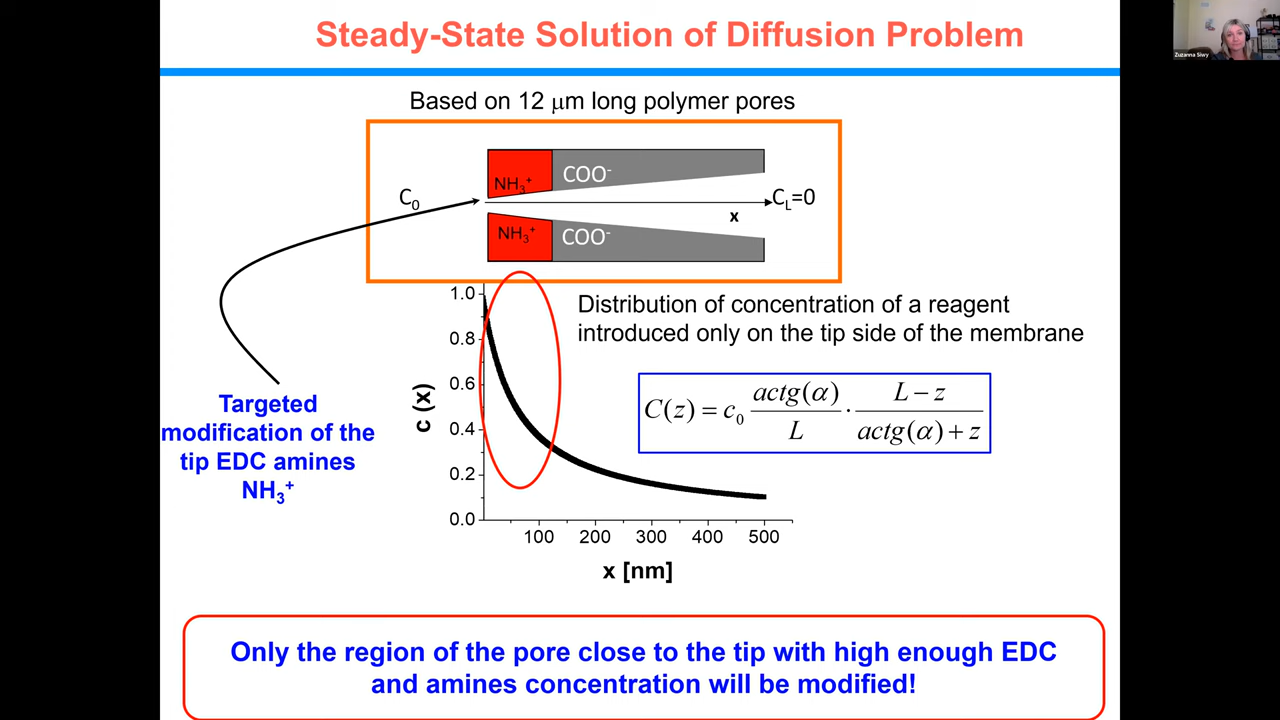 Steady-State Solution of Diffusion Problem
Zuzanna Siwy
Based on 12 μm long polymer pores
NH3+
COO-
C0
CL=0
x
NH3+
COO-
Distribution of concentration of a reagent
introduced only on the tip side of the membrane
C(z) = c0 actg(α)/L · (L − z)/(actg(α) + z)
Targeted
modification of the
tip EDC amines
NH3+
c (x)
1.0
0.8
0.6
0.4
0.2
0.0
100 200 300 400 500
x [nm]
Only the region of the pore close to the tip with high enough EDC
and amines concentration will be modified!